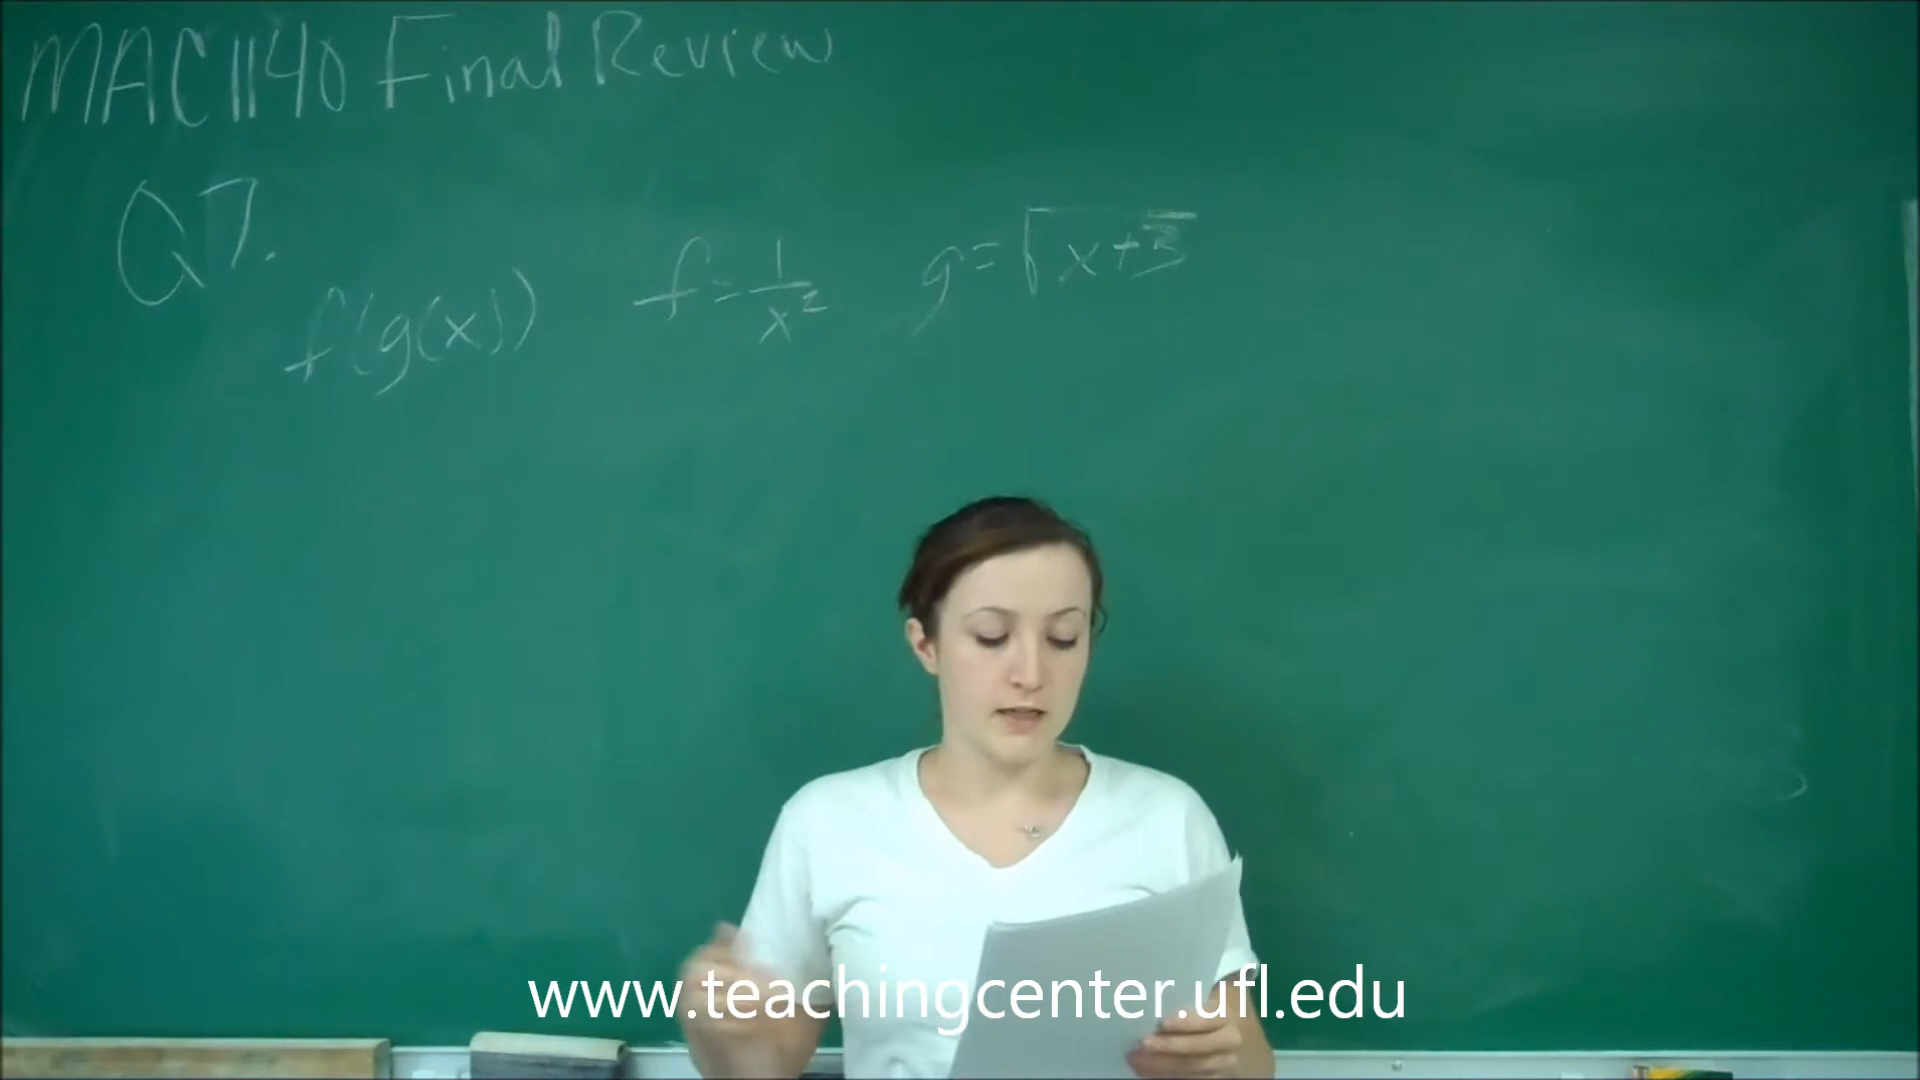 MAC1140 Final Review
Q7.
f(g(x)) f=1/x² g=√x+3
www.teachingcenter.ufl.edu